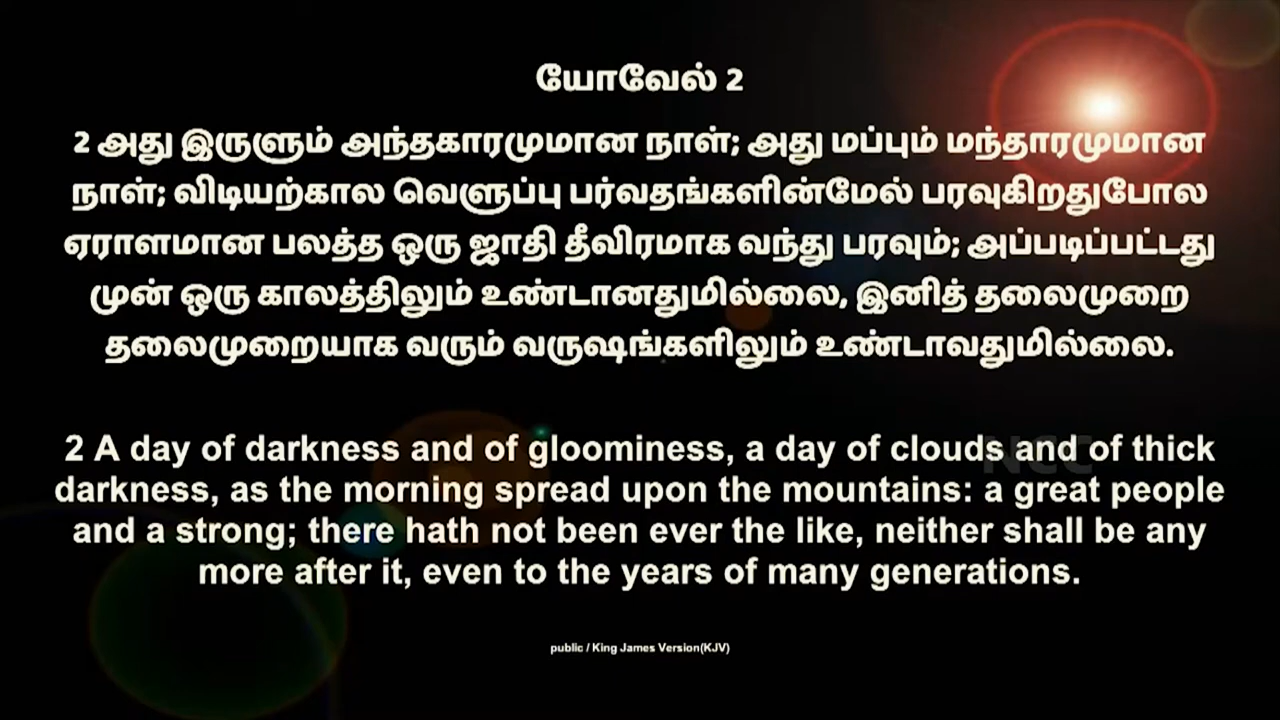 யோவேல் 2
2 அது இருளும் அந்தகாரமுமான நாள்; அது மப்பும் மந்தாரமுமான
நாள்; விடியற்கால வெளுப்பு பர்வதங்களின்மேல் பரவுகிறதுபோல
ஏராளமான பலத்த ஒரு ஜாதி தீவிரமாக வந்து பரவும்; அப்படிப்பட்டது
முன் ஒரு காலத்திலும் உண்டானதுமில்லை, இனித் தலைமுறை
தலைமுறையாக வரும் வருஷங்களிலும் உண்டாவதுமில்லை.
2 A day of darkness and of gloominess, a day of clouds and of thick
darkness, as the morning spread upon the mountains: a great people
and a strong; there hath not been ever the like, neither shall be any
more after it, even to the years of many generations.
public / King James Version(KJV)
NCC